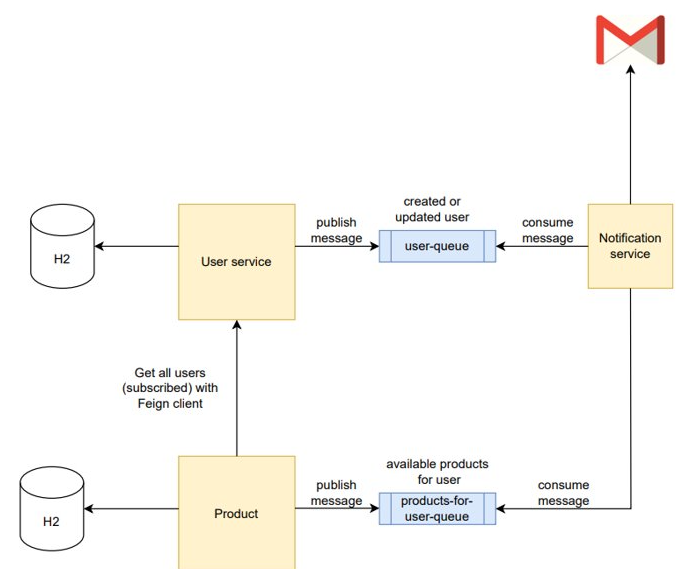 created or
updated user
publish
message
user-queue
consume
message
Notification
service
H2
User service
Get all users
(subscribed) with
Feign client
available products
for user
publish
message
products-for-
user-queue
consume
message
H2
Product